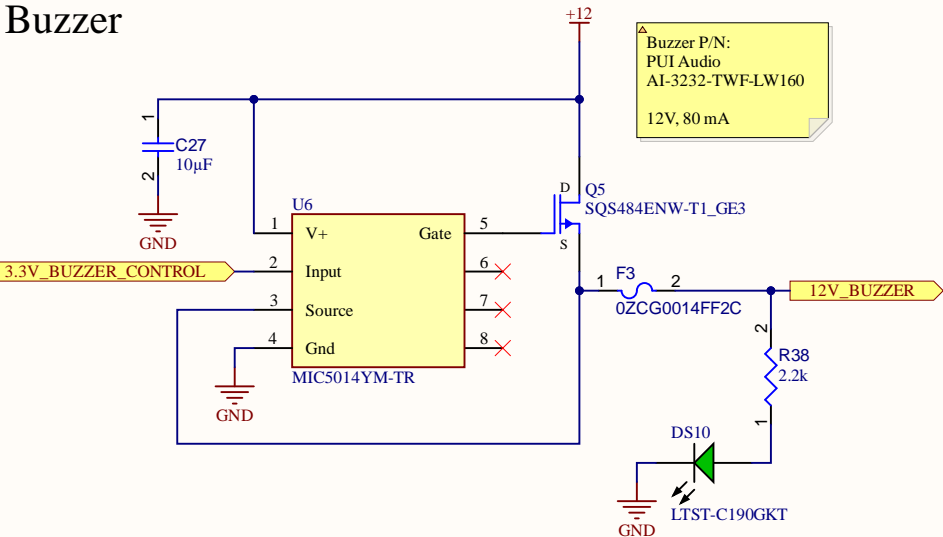 Buzzer
+12
Buzzer P/N:
PUI Audio
AI-3232-TWF-LW160
12V, 80 mA
1
C27
10µF
2
GND
D
Q5
SQS484ENW-T1_GE3
S
U6
1
V+
Gate
5
3.3V_BUZZER_CONTROL
2
Input
6
3
Source
7
4
Gnd
8
MIC5014YM-TR
GND
1
F3
2
0ZCG0014FF2C
12V_BUZZER
2
R38
2.2k
1
DS10
LTST-C190GKT
GND